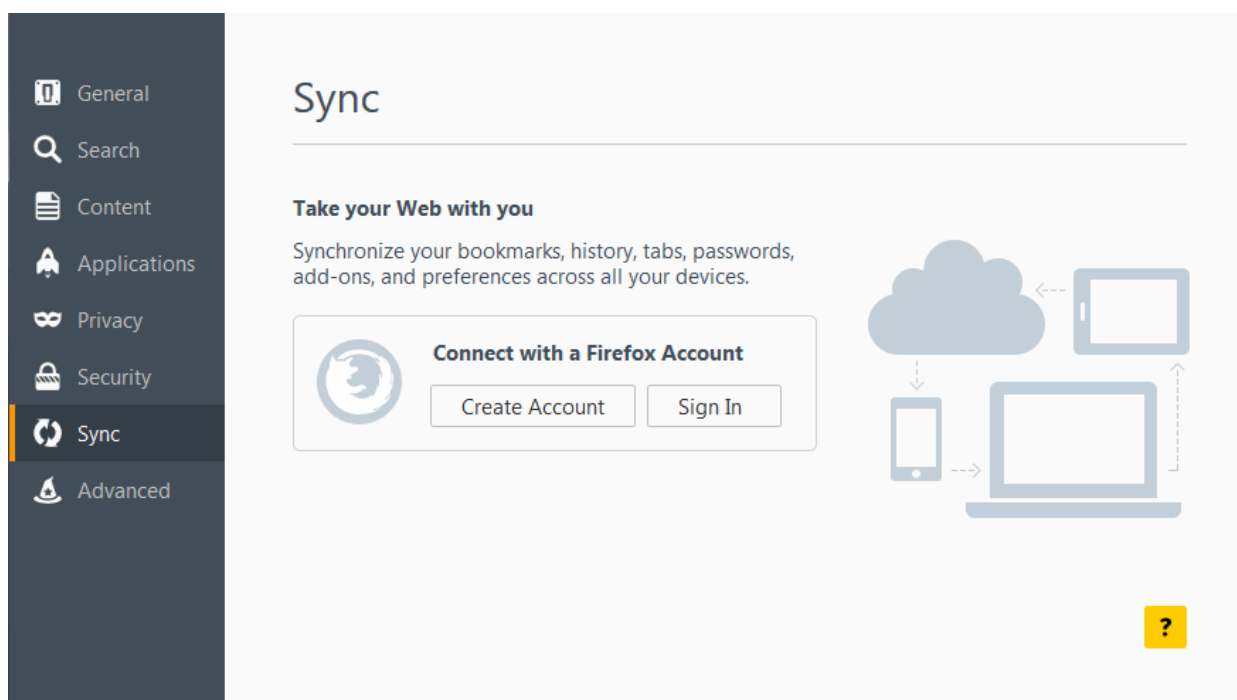 General
Search
Content
Applications
Privacy
Security
Sync
Advanced
Sync
Take your Web with you
Synchronize your bookmarks, history, tabs, passwords,
add-ons, and preferences across all your devices.
Connect with a Firefox Account
Create Account
Sign In
?